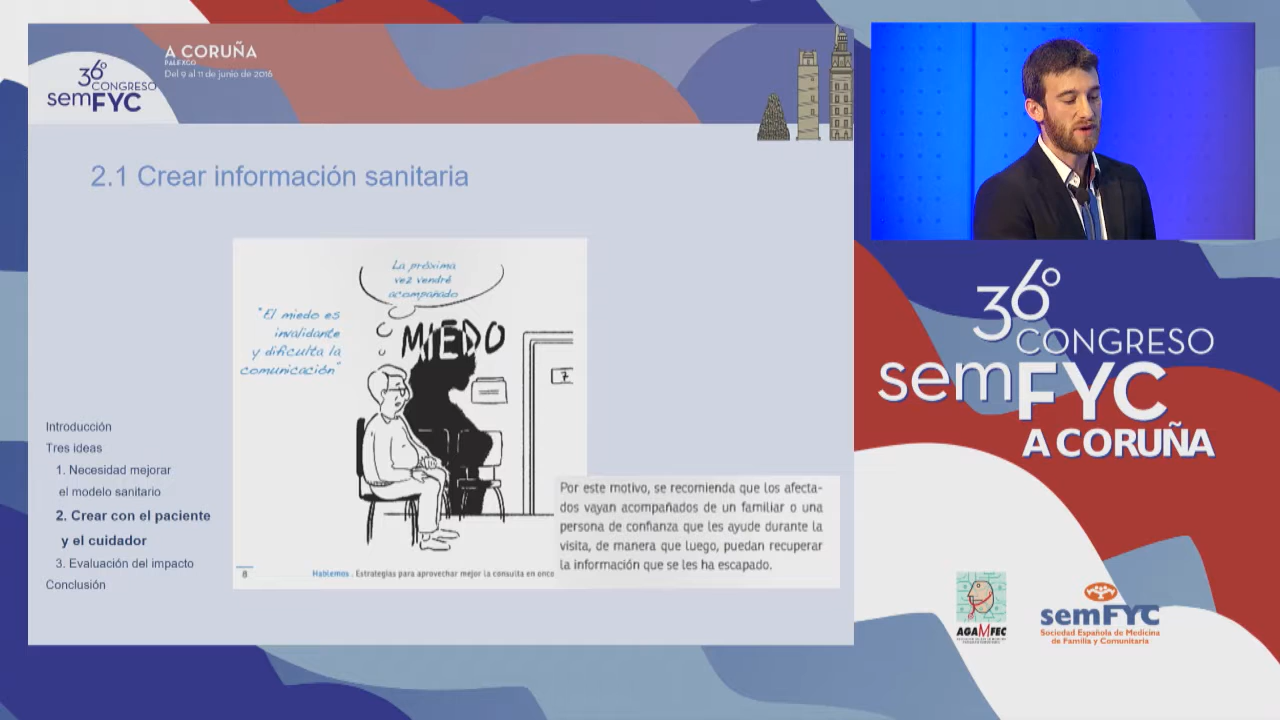 36º
CONGRESO
semFYC
A CORUÑA
PALEXCO
Del 9 al 11 de junio de 2016
2.1 Crear información sanitaria
La próxima
vez vendré
acompañado
"El miedo es
invalidante
y dificulta la
comunicación"
MIEDO
7
8
Hablemos . Estrategias para aprovechar mejor la consulta en onco
Por este motivo, se recomienda que los afecta-
dos vayan acompañados de un familiar o una
persona de confianza que les ayude durante la
visita, de manera que luego, puedan recuperar
la información que se les ha escapado.
Introducción
Tres ideas
1. Necesidad mejorar
el modelo sanitario
2. Crear con el paciente
y el cuidador
3. Evaluación del impacto
Conclusión
36º
CONGRESO
semFYC
A CORUÑA
AGAMFEC
semFYC
Sociedad Española de Medicina
de Familia y Comunitaria